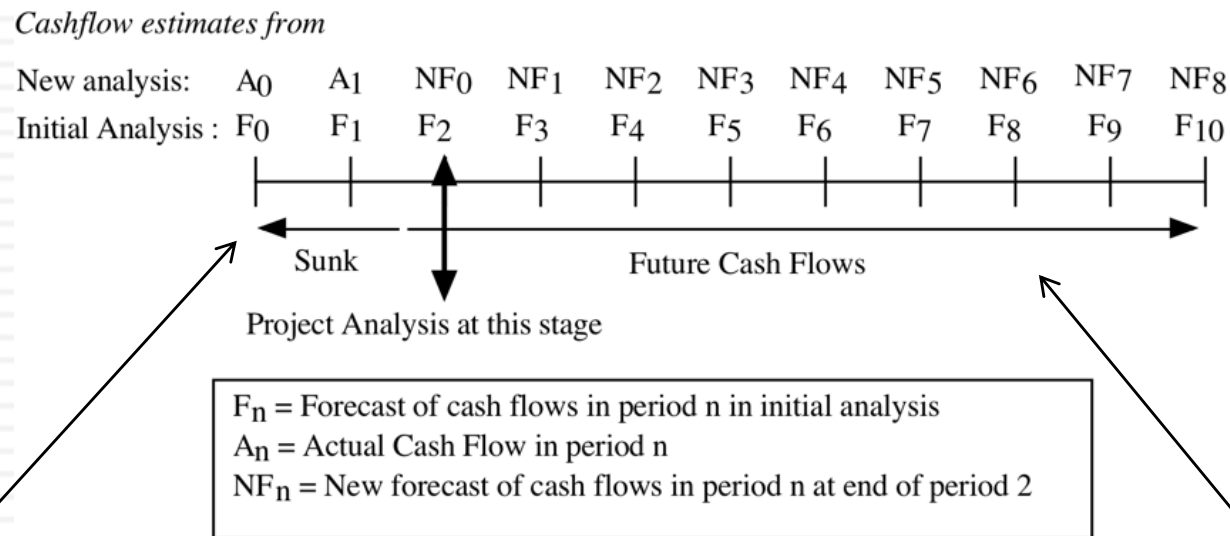 Cashflow estimates from
New analysis: A0 A1 NF0 NF1 NF2 NF3 NF4 NF5 NF6 NF7 NF8
Initial Analysis : F0 F1 F2 F3 F4 F5 F6 F7 F8 F9 F10
Sunk Future Cash Flows
Project Analysis at this stage
Fn = Forecast of cash flows in period n in initial analysis
An = Actual Cash Flow in period n
NFn = New forecast of cash flows in period n at end of period 2